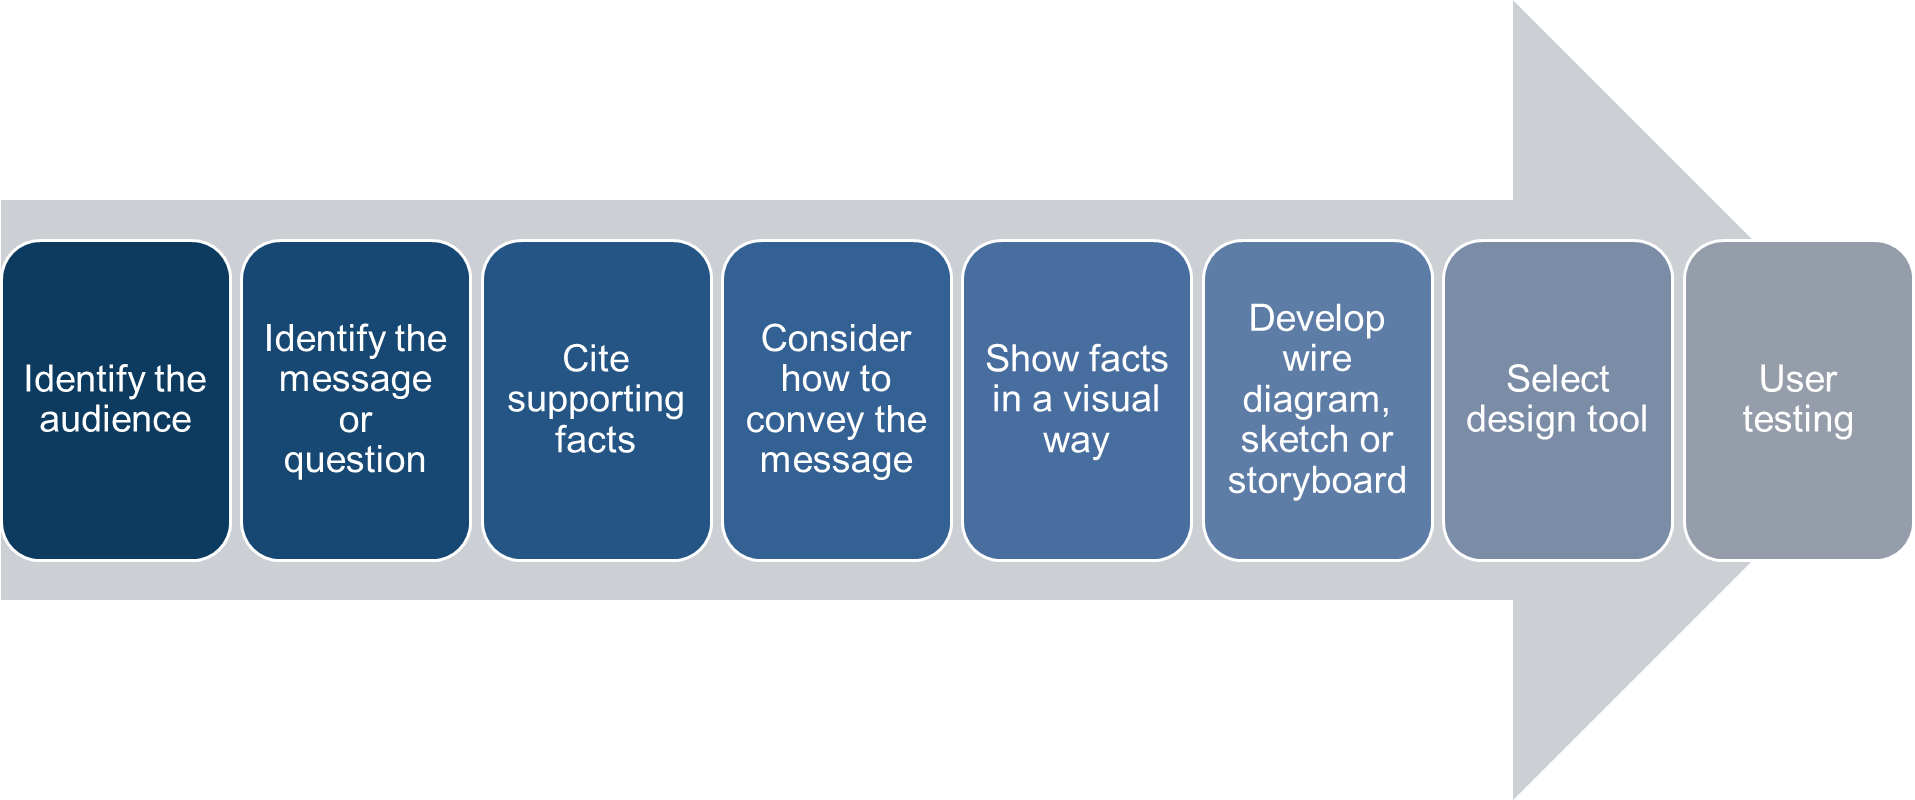 Identify the
audience
Identify the
message
or
question
Cite
supporting
facts
Consider
how to
convey the
message
Show facts
in a visual
way
Develop
wire
diagram,
sketch or
storyboard
Select
design tool
User
testing